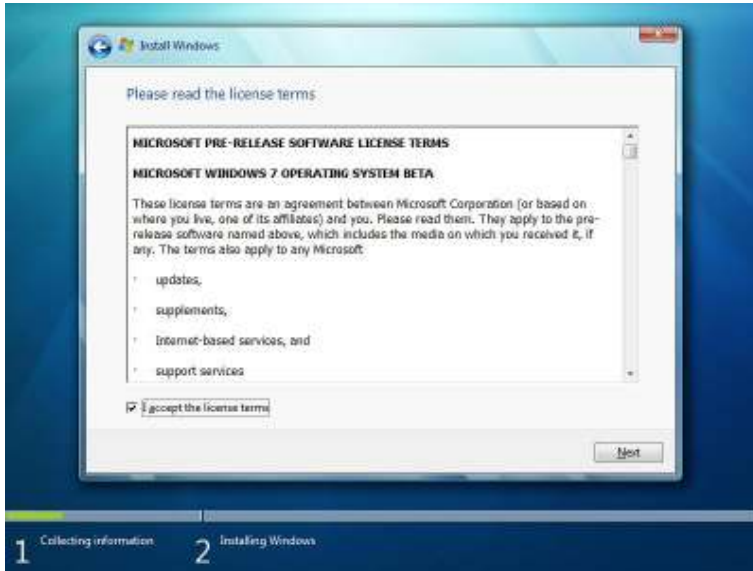 Install Windows
Please read the license terms
MICROSOFT PRE-RELEASE SOFTWARE LICENSE TERMS
MICROSOFT WINDOWS 7 OPERATING SYSTEM BETA
These license terms are an agreement between Microsoft Corporation (or based on
where you live, one of its affiliates) and you. Please read them. They apply to the pre-
release software named above, which includes the media on which you received it, if
any. The terms also apply to any Microsoft
· updates,
· supplements,
· Internet-based services, and
· support services
I accept the license terms
Next
1 Collecting information 2 Installing Windows